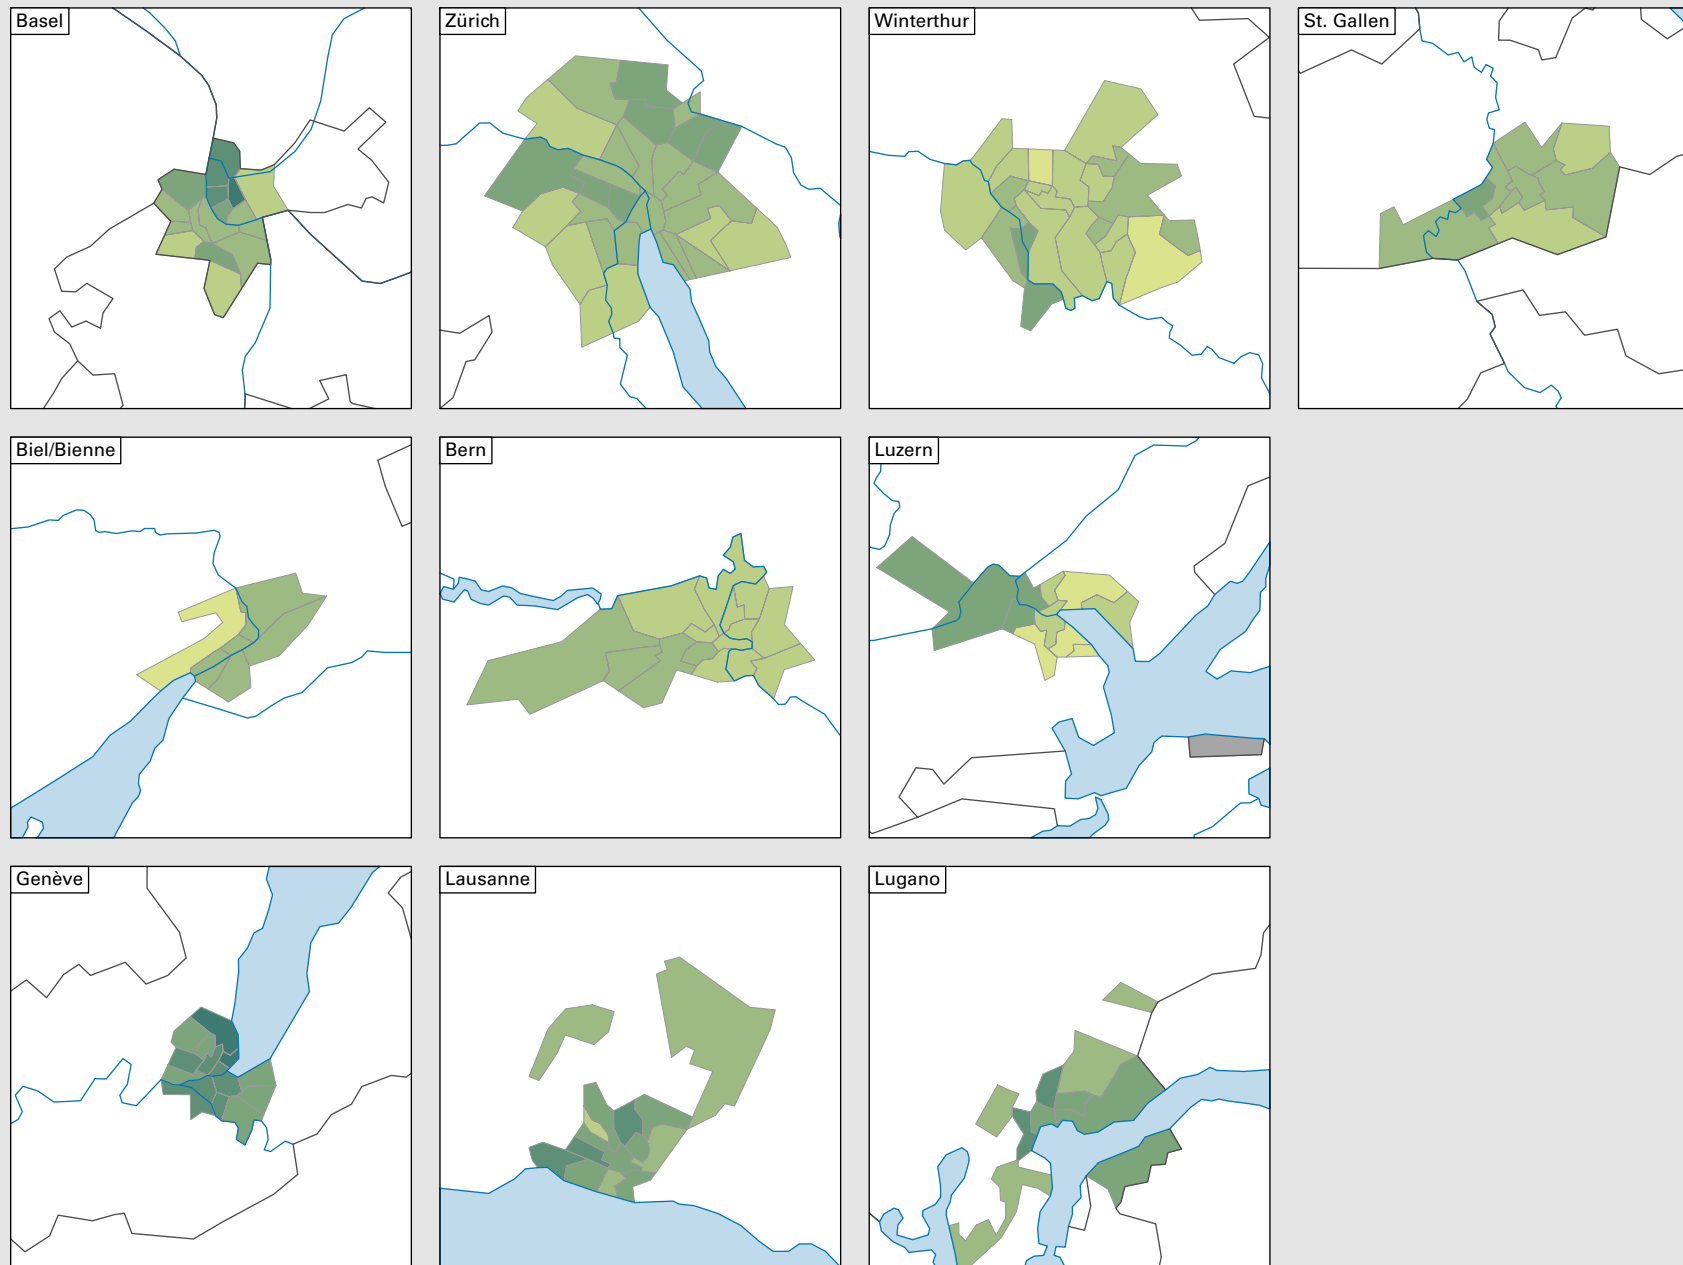 Basel
Zürich
Winterthur
St. Gallen
Biel/Bienne
Bern
Luzern
Genève
Lausanne
Lugano